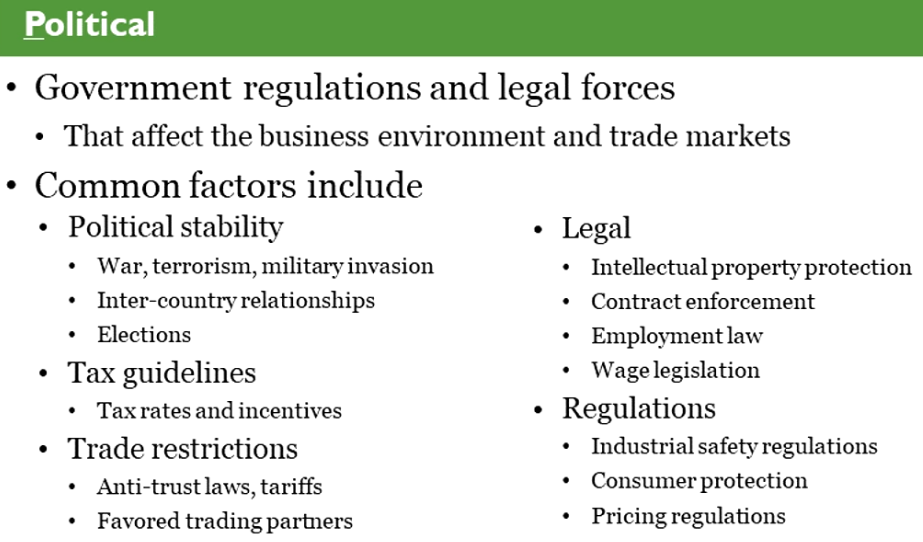 Political
• Government regulations and legal forces
• That affect the business environment and trade markets
• Common factors include
• Political stability
• War, terrorism, military invasion
• Inter-country relationships
• Elections
• Tax guidelines
• Tax rates and incentives
• Trade restrictions
• Anti-trust laws, tariffs
• Favored trading partners
• Legal
• Intellectual property protection
• Contract enforcement
• Employment law
• Wage legislation
• Regulations
• Industrial safety regulations
• Consumer protection
• Pricing regulations